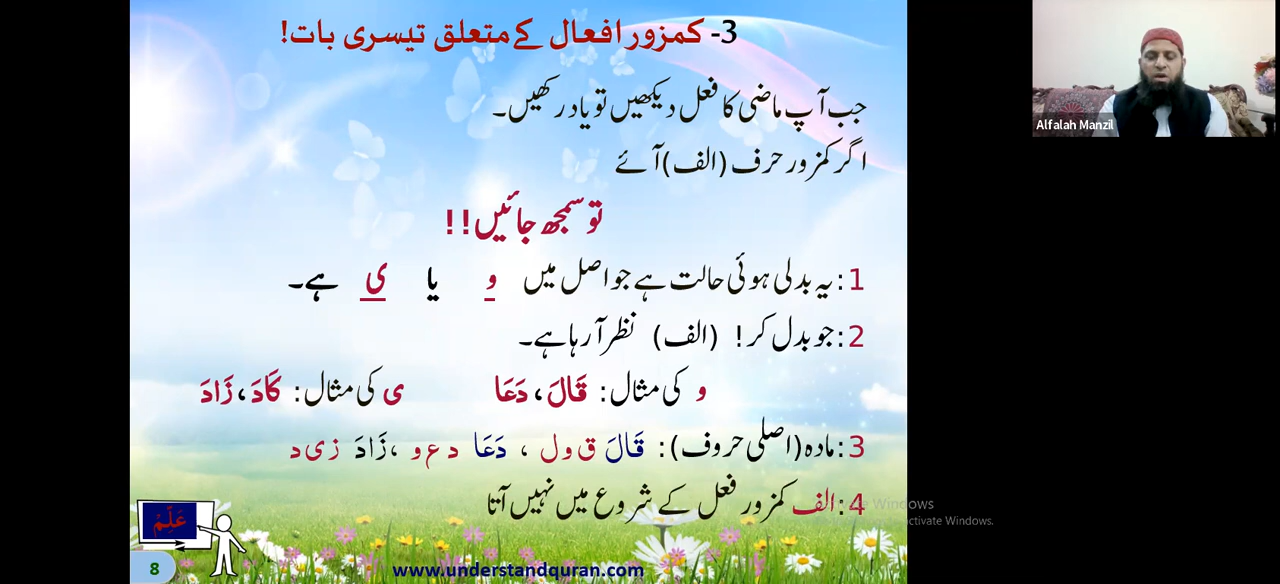 3- کمزور افعال کے متعلق تیسری بات!
جب آپ ماضی کا فعل دیکھیں تو یاد رکھیں۔
اگر کمزور حرف (الف) آئے
تو سمجھ جائیں!!
1: یہ بدلی ہوئی حالت ہے جو اصل میں و یا ی ہے۔
2: جو بدل کر! (الف) نظر آ رہا ہے۔
و کی مثال: قَالَ، دَعَا ی کی مثال: کَادَ، زَادَ
3: مادہ (اصلی حروف): قَالَ ق و ل ، دَعَا د ع و ، زَادَ ز ی د
4: الف کمزور فعل کے شروع میں نہیں آتا
عَلِّمْ
8
www.understandquran.com
Alfalah Manzil
Windows
activate Windows.